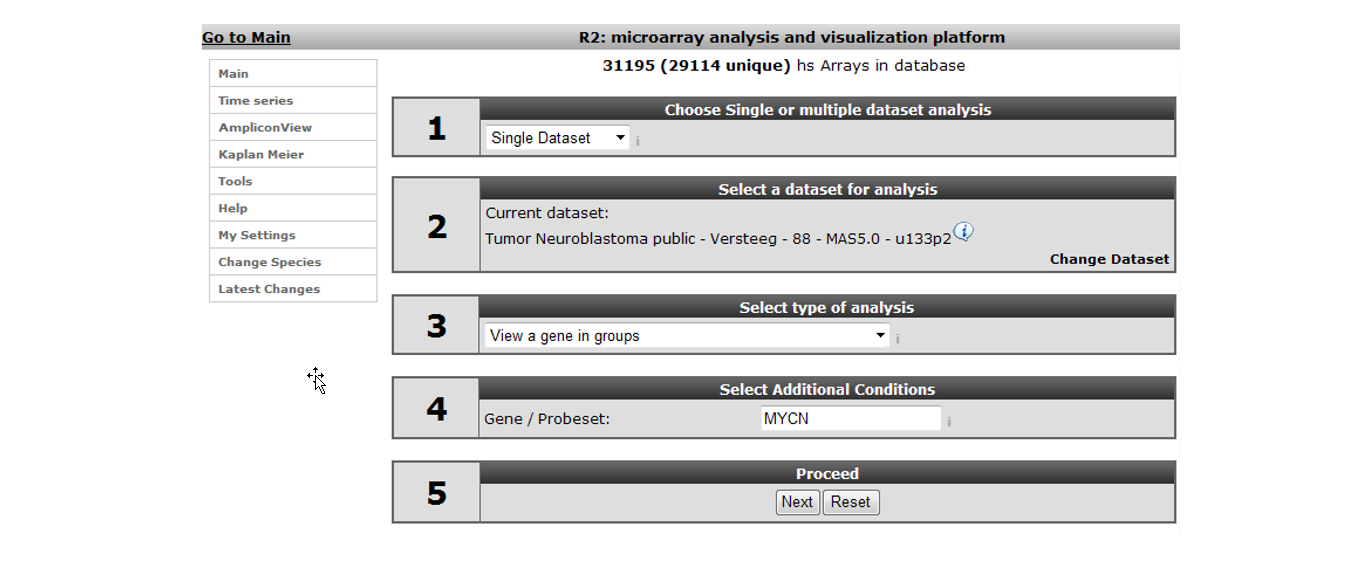 Go to Main
R2: microarray analysis and visualization platform
31195 (29114 unique) hs Arrays in database
Main
Time series
AmpliconView
Kaplan Meier
Tools
Help
My Settings
Change Species
Latest Changes
1
Choose Single or multiple dataset analysis
Single Dataset
i
2
Select a dataset for analysis
Current dataset:
Tumor Neuroblastoma public - Versteeg - 88 - MAS5.0 - u133p2 i
Change Dataset
3
Select type of analysis
View a gene in groups
i
4
Select Additional Conditions
Gene / Probeset: MYCN i
5
Proceed
Next Reset